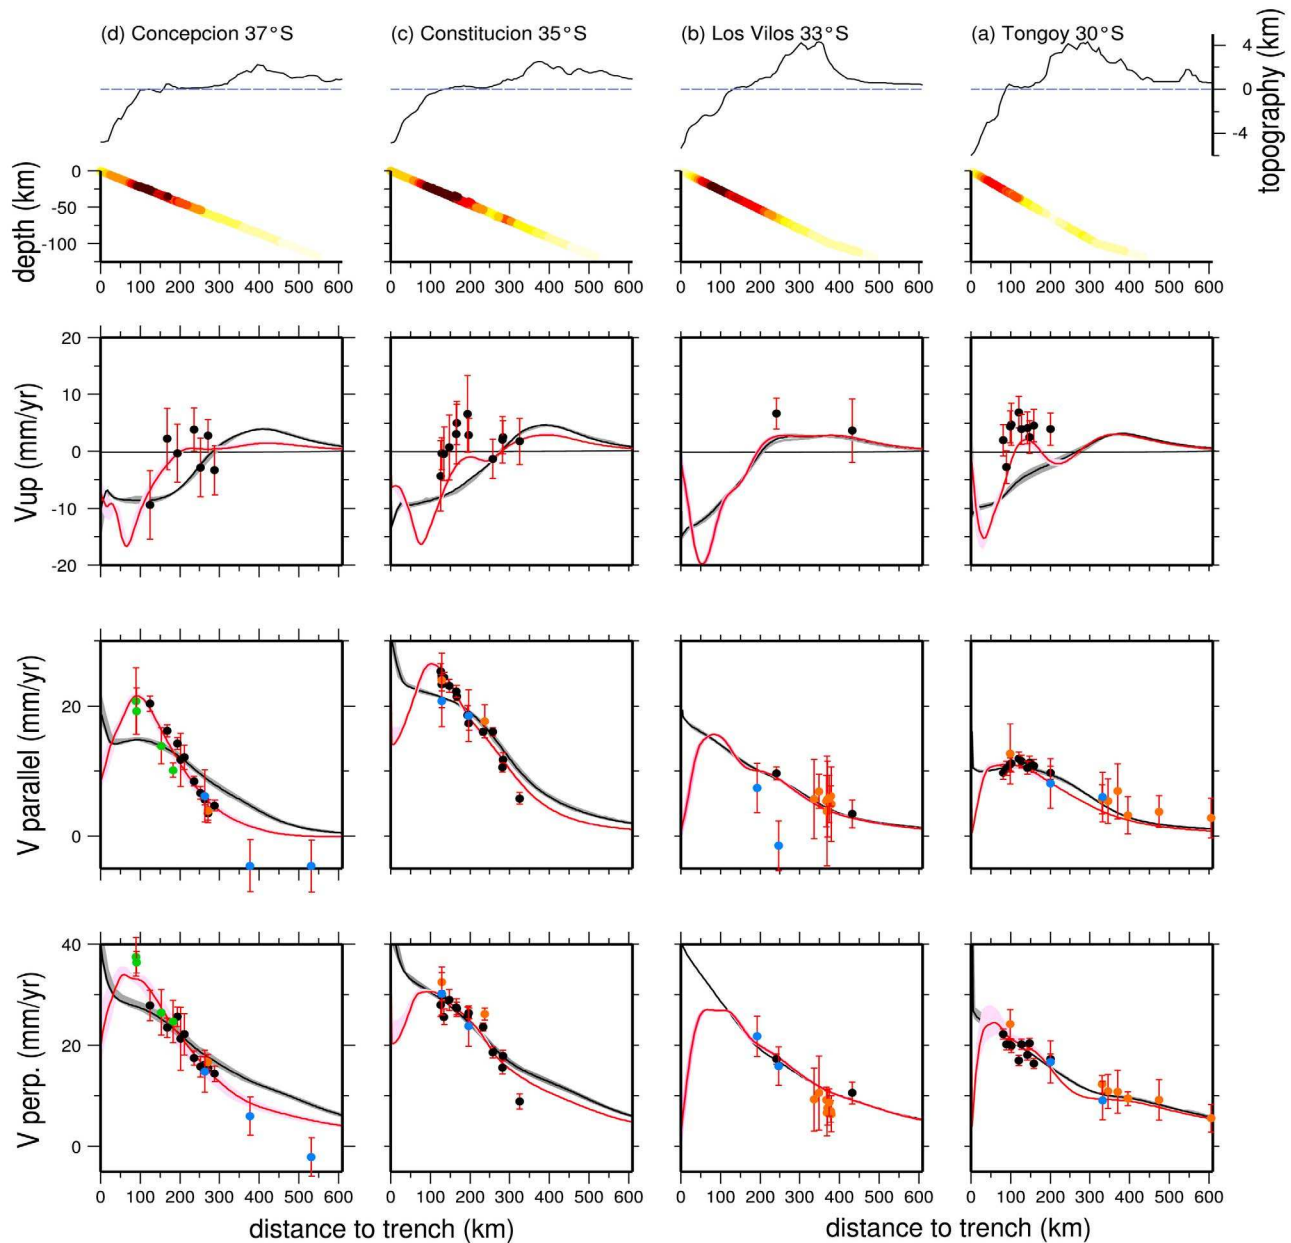 (d) Concepcion 37°S
(c) Constitucion 35°S
(b) Los Vilos 33°S
(a) Tongoy 30°S
4
0
-4
topography (km)
0
-50
-100
depth (km)
0 100 200 300 400 500 600
0 100 200 300 400 500 600
0 100 200 300 400 500 600
0 100 200 300 400 500 600
20
10
0
-10
-20
Vup (mm/yr)
20
10
0
V parallel (mm/yr)
40
20
0
V perp. (mm/yr)
0 100 200 300 400 500 600
0 100 200 300 400 500 600
0 100 200 300 400 500 600
0 100 200 300 400 500 600
distance to trench (km)
distance to trench (km)